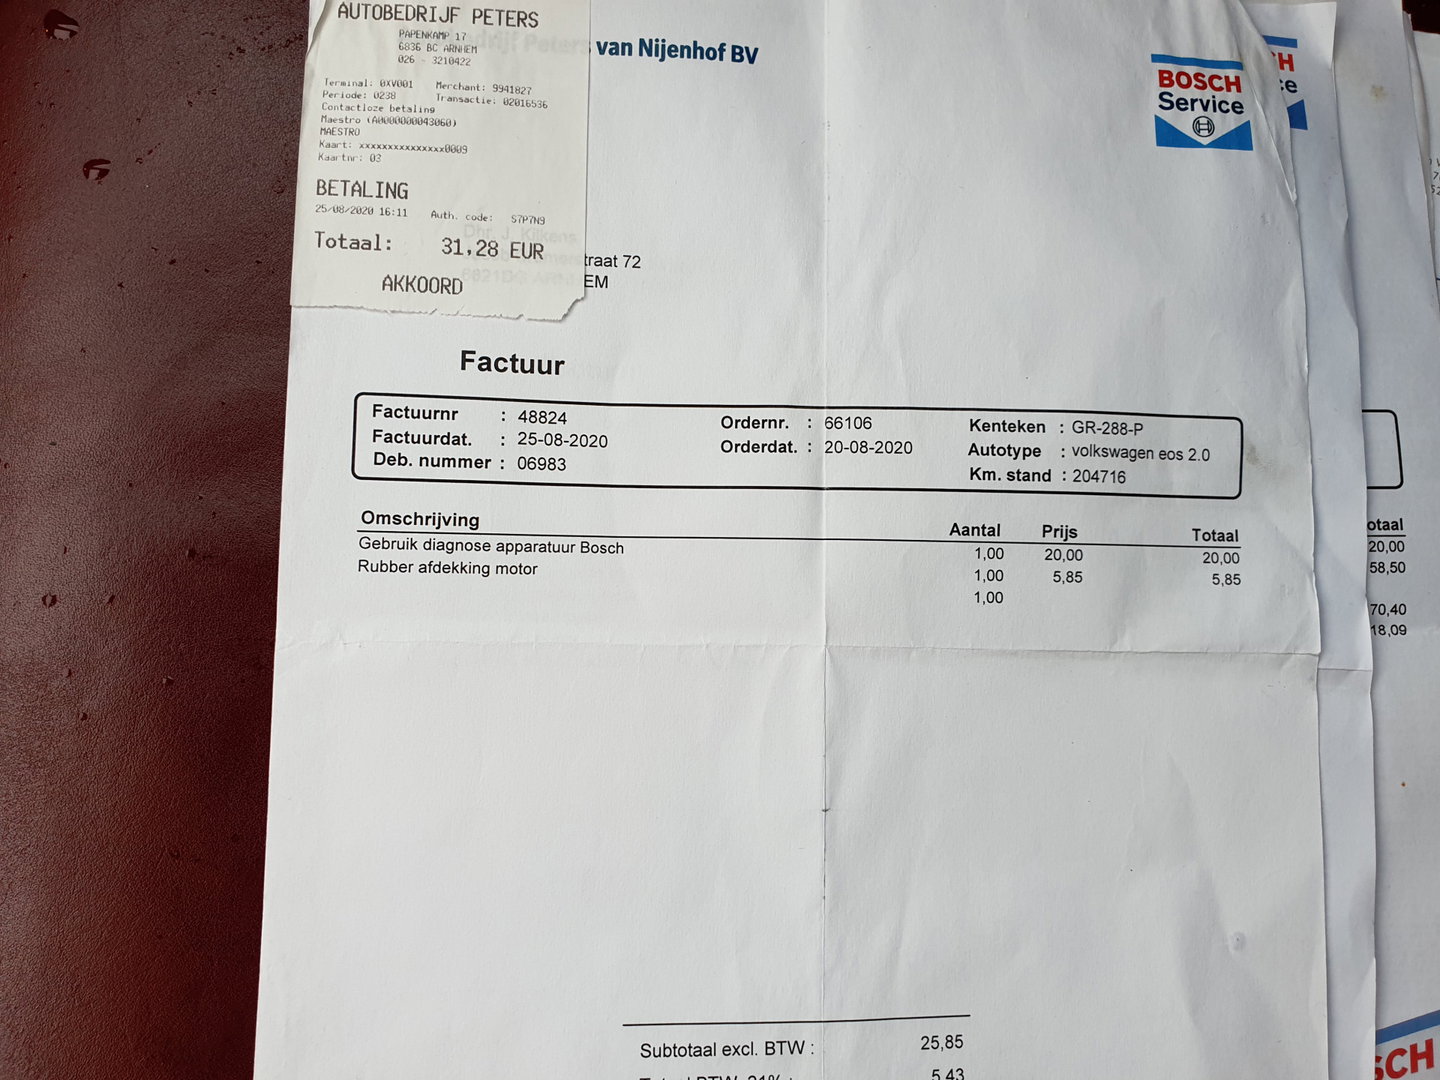 AUTOBEDRIJF PETERS
PAPENKAMP 17
6836 BC ARNHEM
026 - 3210422
Terminal: 0XV001 Merchant: 9941827
Periode: 0238 Transactie: 02016536
Contactloze betaling
Maestro (A0000000043060)
MAESTRO
Kaart: xxxxxxxxxxxxxxx0009
Kaartnr: 03
BETALING
25/08/2020 16:11 Auth. code: S7P7N9
Totaal: 31,28 EUR
AKKOORD
van Nijenhof BV
BOSCH
Service
traat 72
EM
Factuur
Factuurnr : 48824 Ordernr. : 66106 Kenteken : GR-288-P
Factuurdat. : 25-08-2020 Orderdat. : 20-08-2020 Autotype : volkswagen eos 2.0
Deb. nummer : 06983 Km. stand : 204716
Omschrijving Aantal Prijs Totaal
Gebruik diagnose apparatuur Bosch 1,00 20,00 20,00
Rubber afdekking motor 1,00 5,85 5,85
1,00
Subtotaal excl. BTW : 25,85
5,43
H
ce
otaal
20,00
58,50
70,40
18,09
SCH